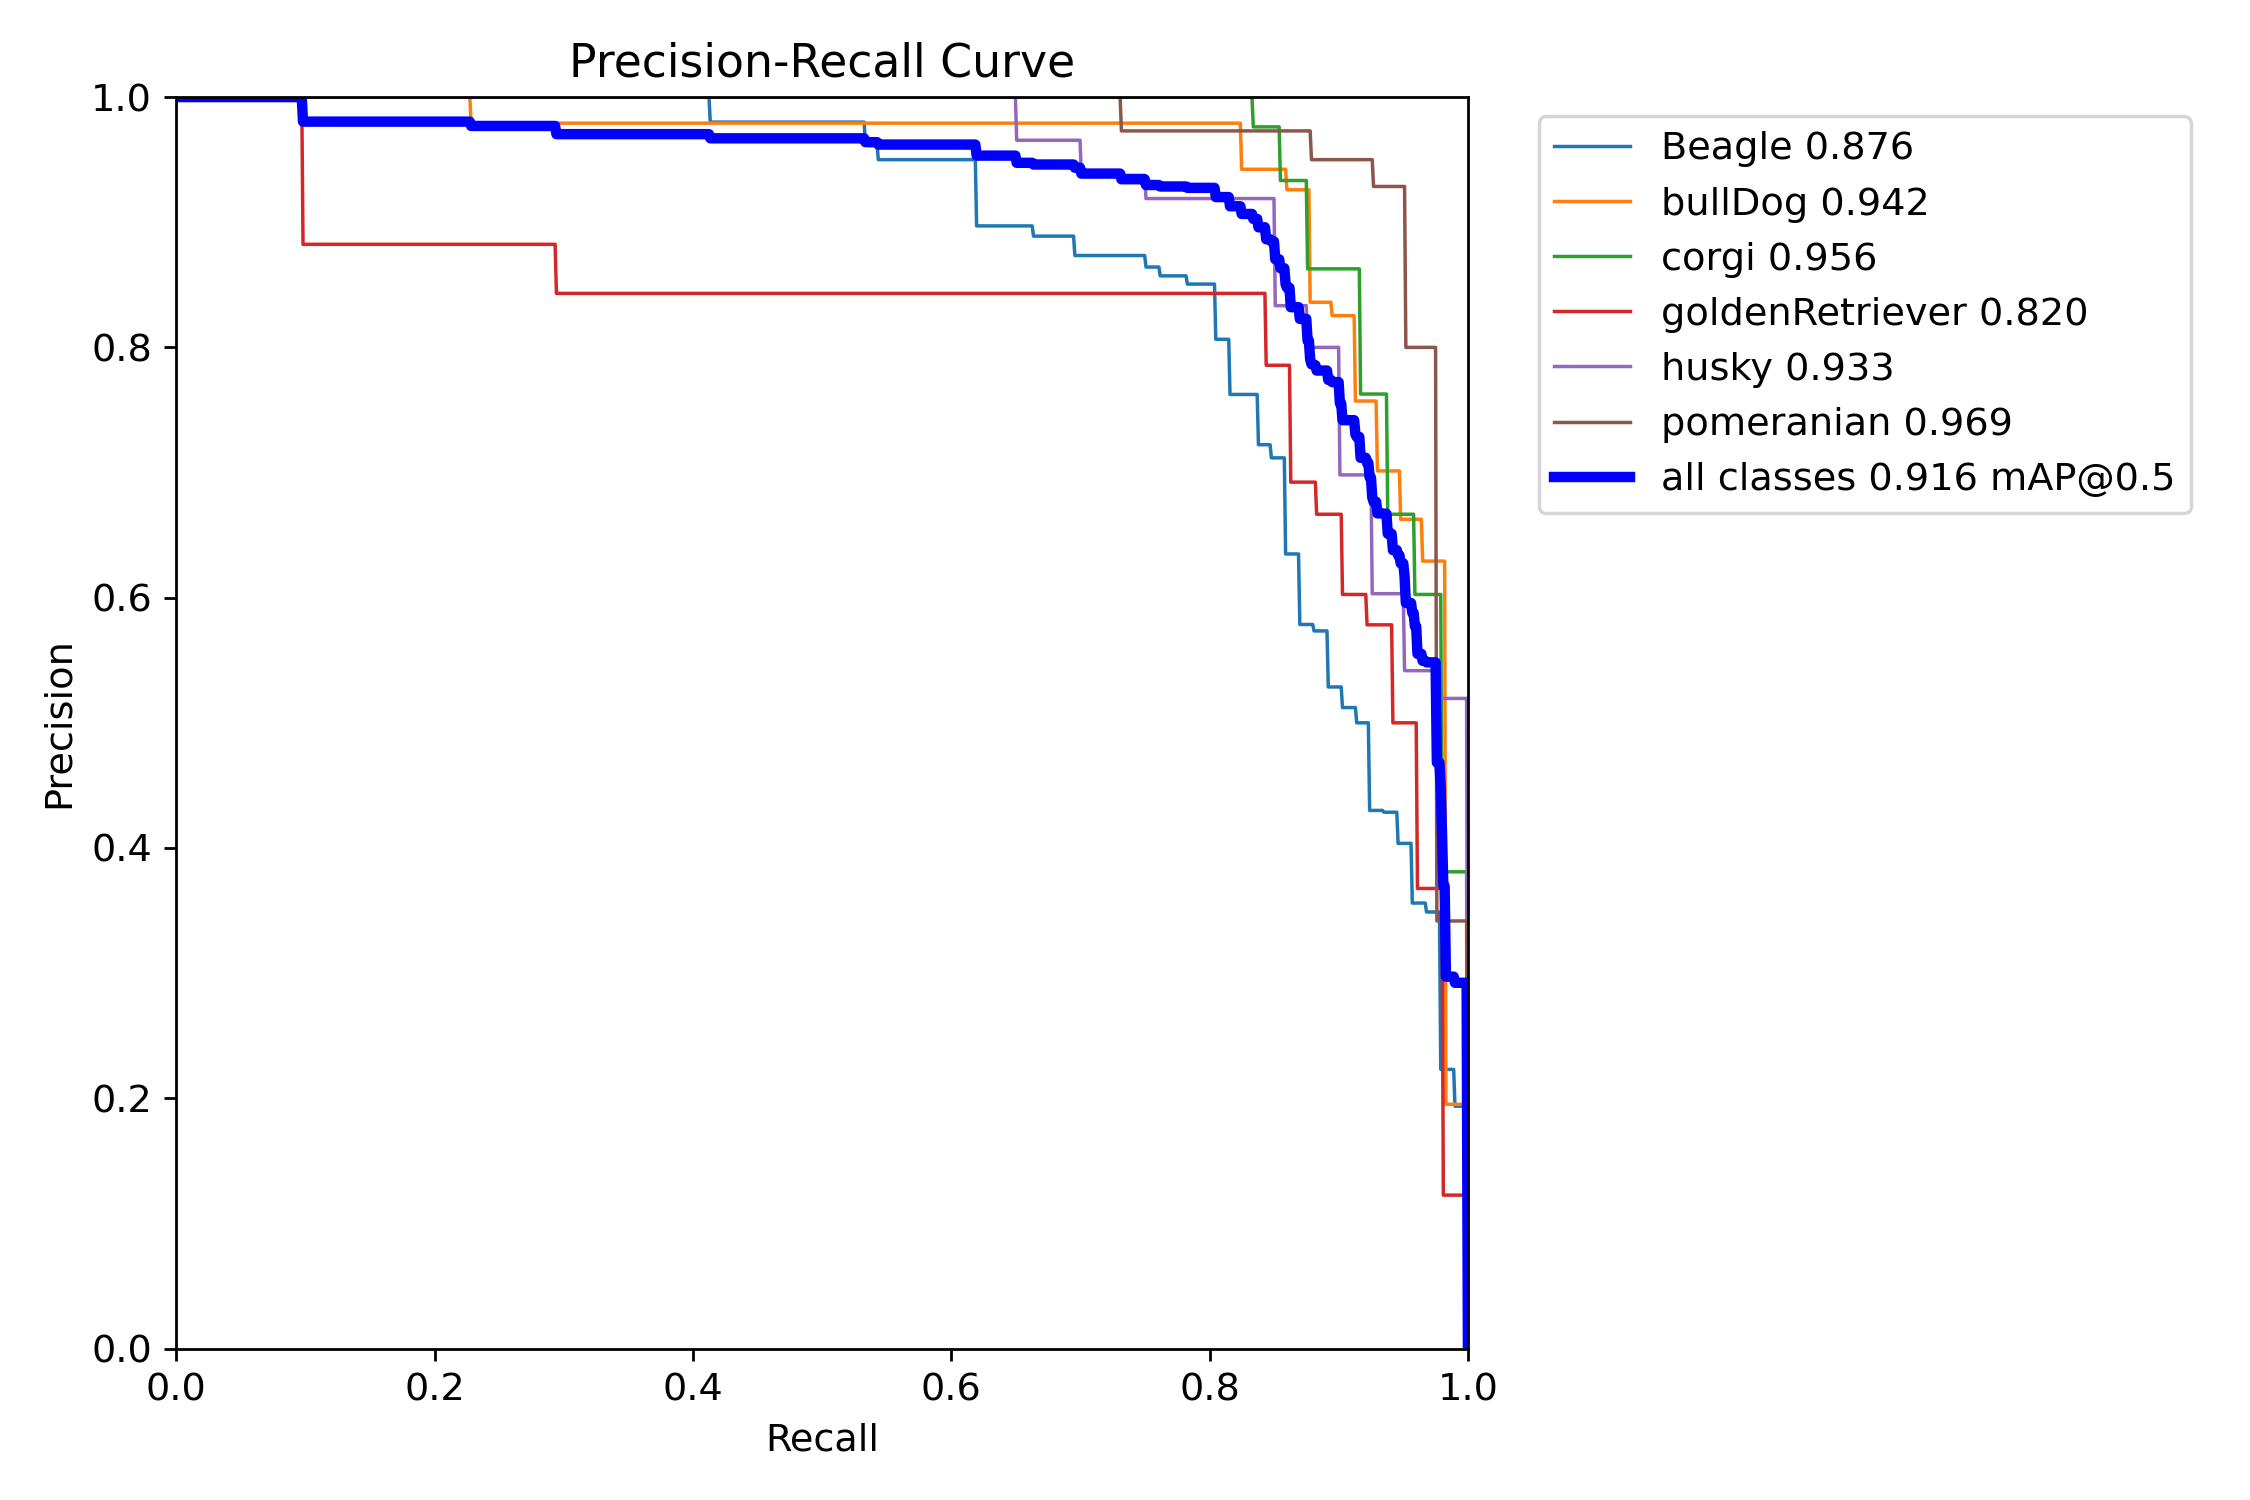 Precision-Recall Curve
1.0
0.8
0.6
0.4
0.2
0.0
Precision
0.0 0.2 0.4 0.6 0.8 1.0
Recall
Beagle 0.876
bullDog 0.942
corgi 0.956
goldenRetriever 0.820
husky 0.933
pomeranian 0.969
all classes 0.916 mAP@0.5